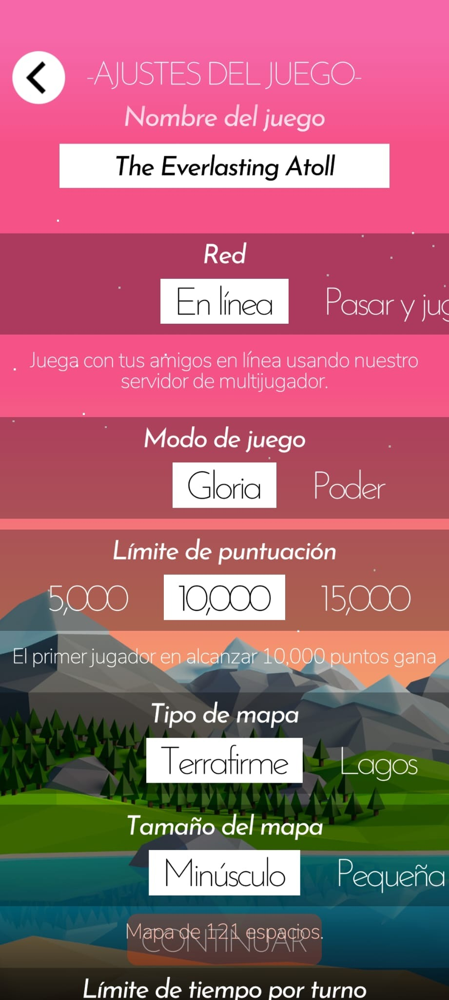 -AJUSTES DEL JUEGO-
Nombre del juego
The Everlasting Atoll
Red
En línea Pasar y jug
Juega con tus amigos en línea usando nuestro
servidor de multijugador.
Modo de juego
Gloria Poder
Límite de puntuación
5,000 10,000 15,000
El primer jugador en alcanzar 10,000 puntos gana
Tipo de mapa
Terrafirme Lagos
Tamaño del mapa
Minúsculo Pequeña
Mapa de 121 espacios.
CONTINUAR
Límite de tiempo por turno